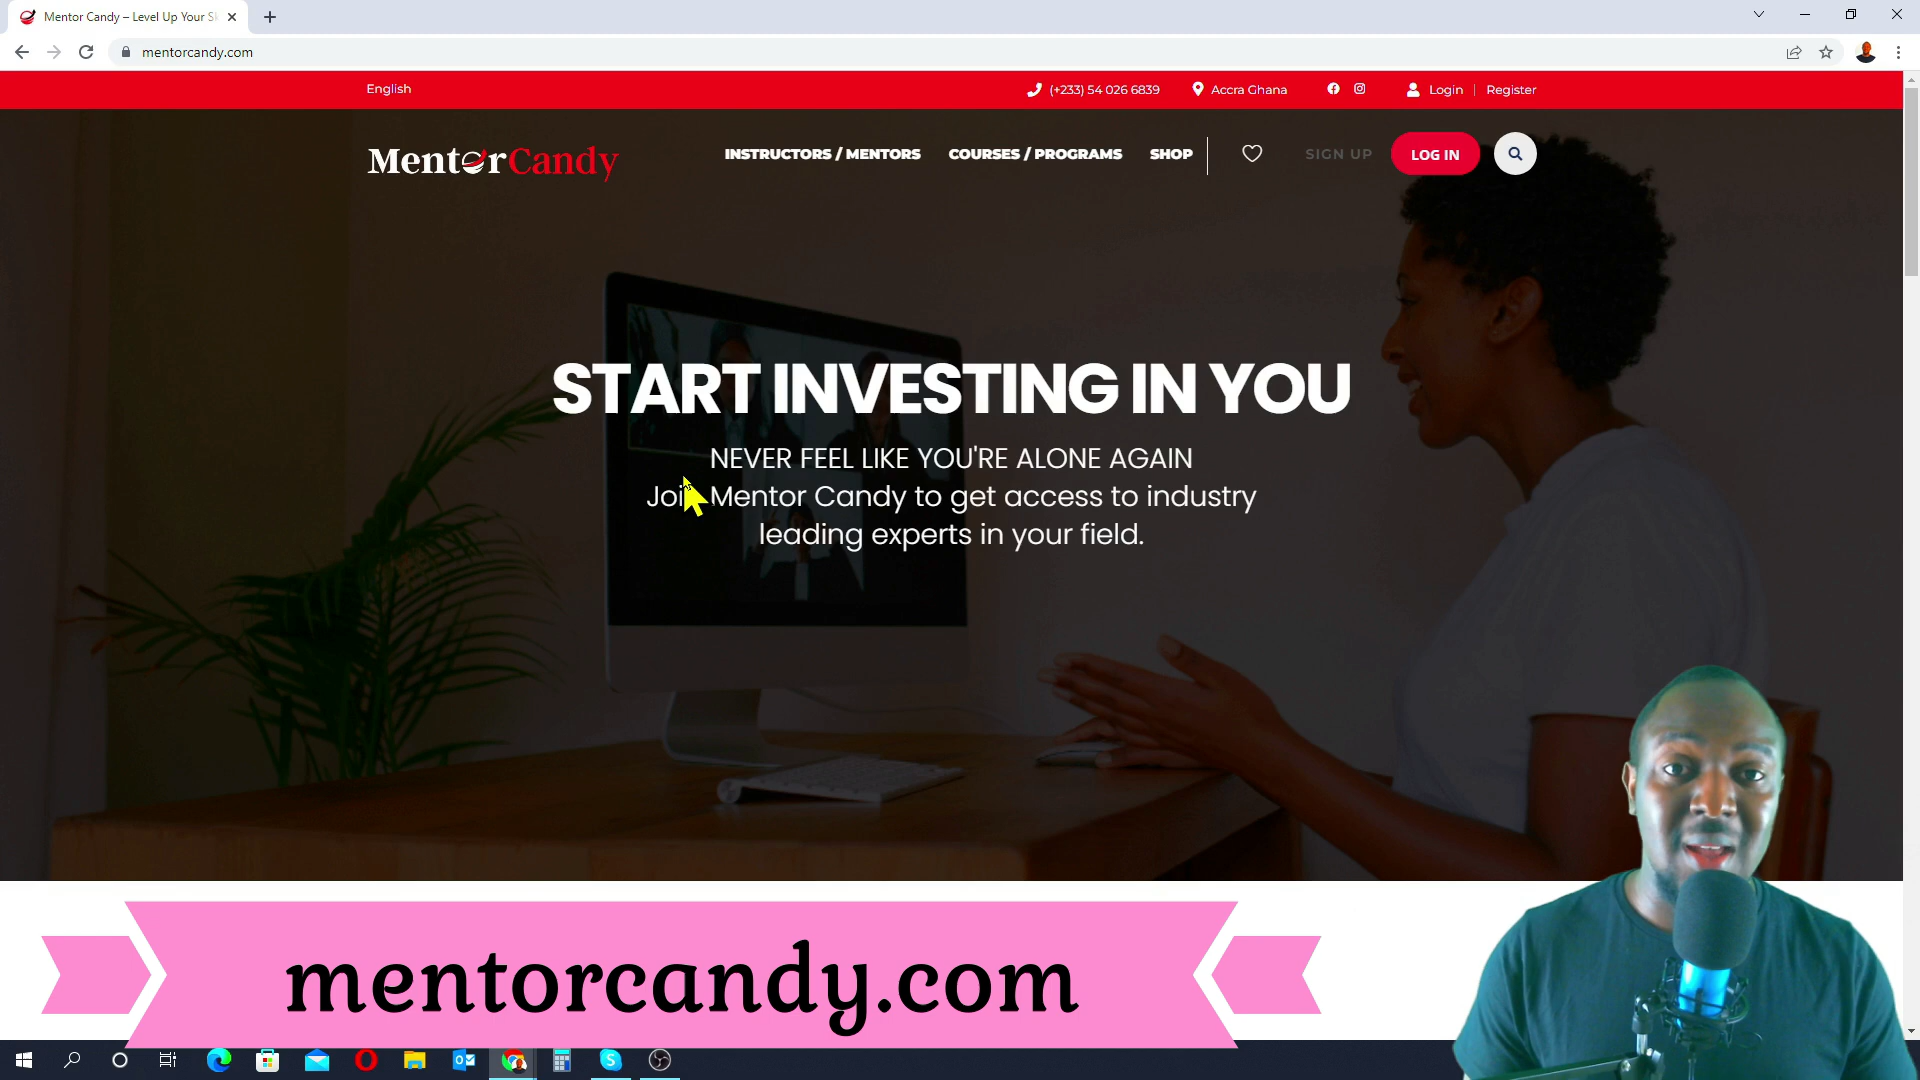 Mentor Candy – Level Up Your Sk
mentorcandy.com
English
(+233) 54 026 6839
Accra Ghana
Login | Register
MentorCandy
INSTRUCTORS / MENTORS
COURSES / PROGRAMS
SHOP
SIGN UP
LOG IN
START INVESTING IN YOU
NEVER FEEL LIKE YOU'RE ALONE AGAIN
Join Mentor Candy to get access to industry
leading experts in your field.
mentorcandy.com